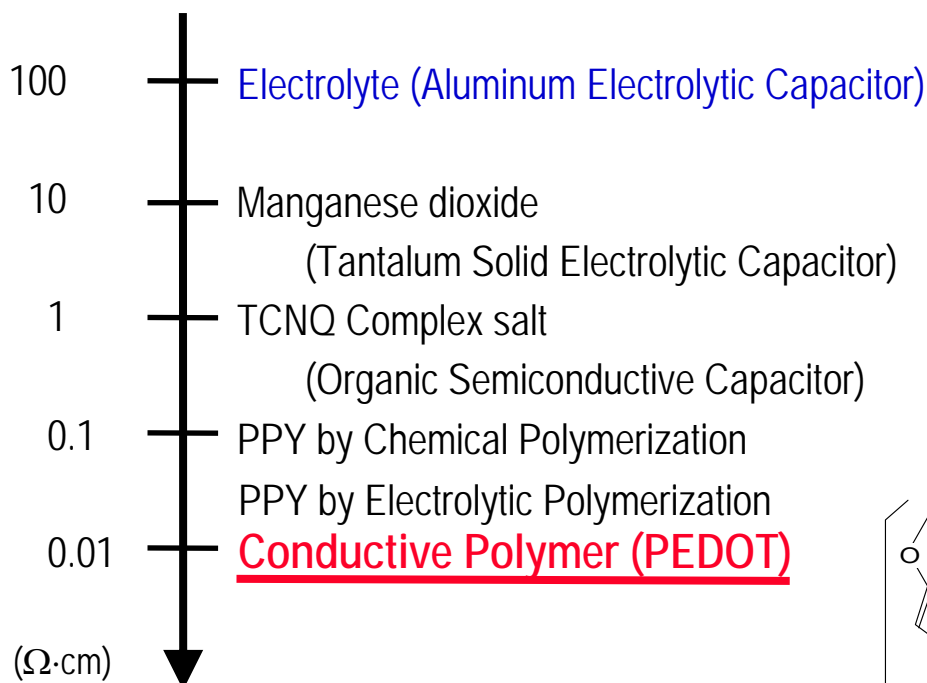 100 Electrolyte (Aluminum Electrolytic Capacitor)
10 Manganese dioxide
(Tantalum Solid Electrolytic Capacitor)
1 TCNQ Complex salt
(Organic Semiconductive Capacitor)
0.1 PPY by Chemical Polymerization
PPY by Electrolytic Polymerization
0.01 Conductive Polymer (PEDOT)
O
(Ω·cm)